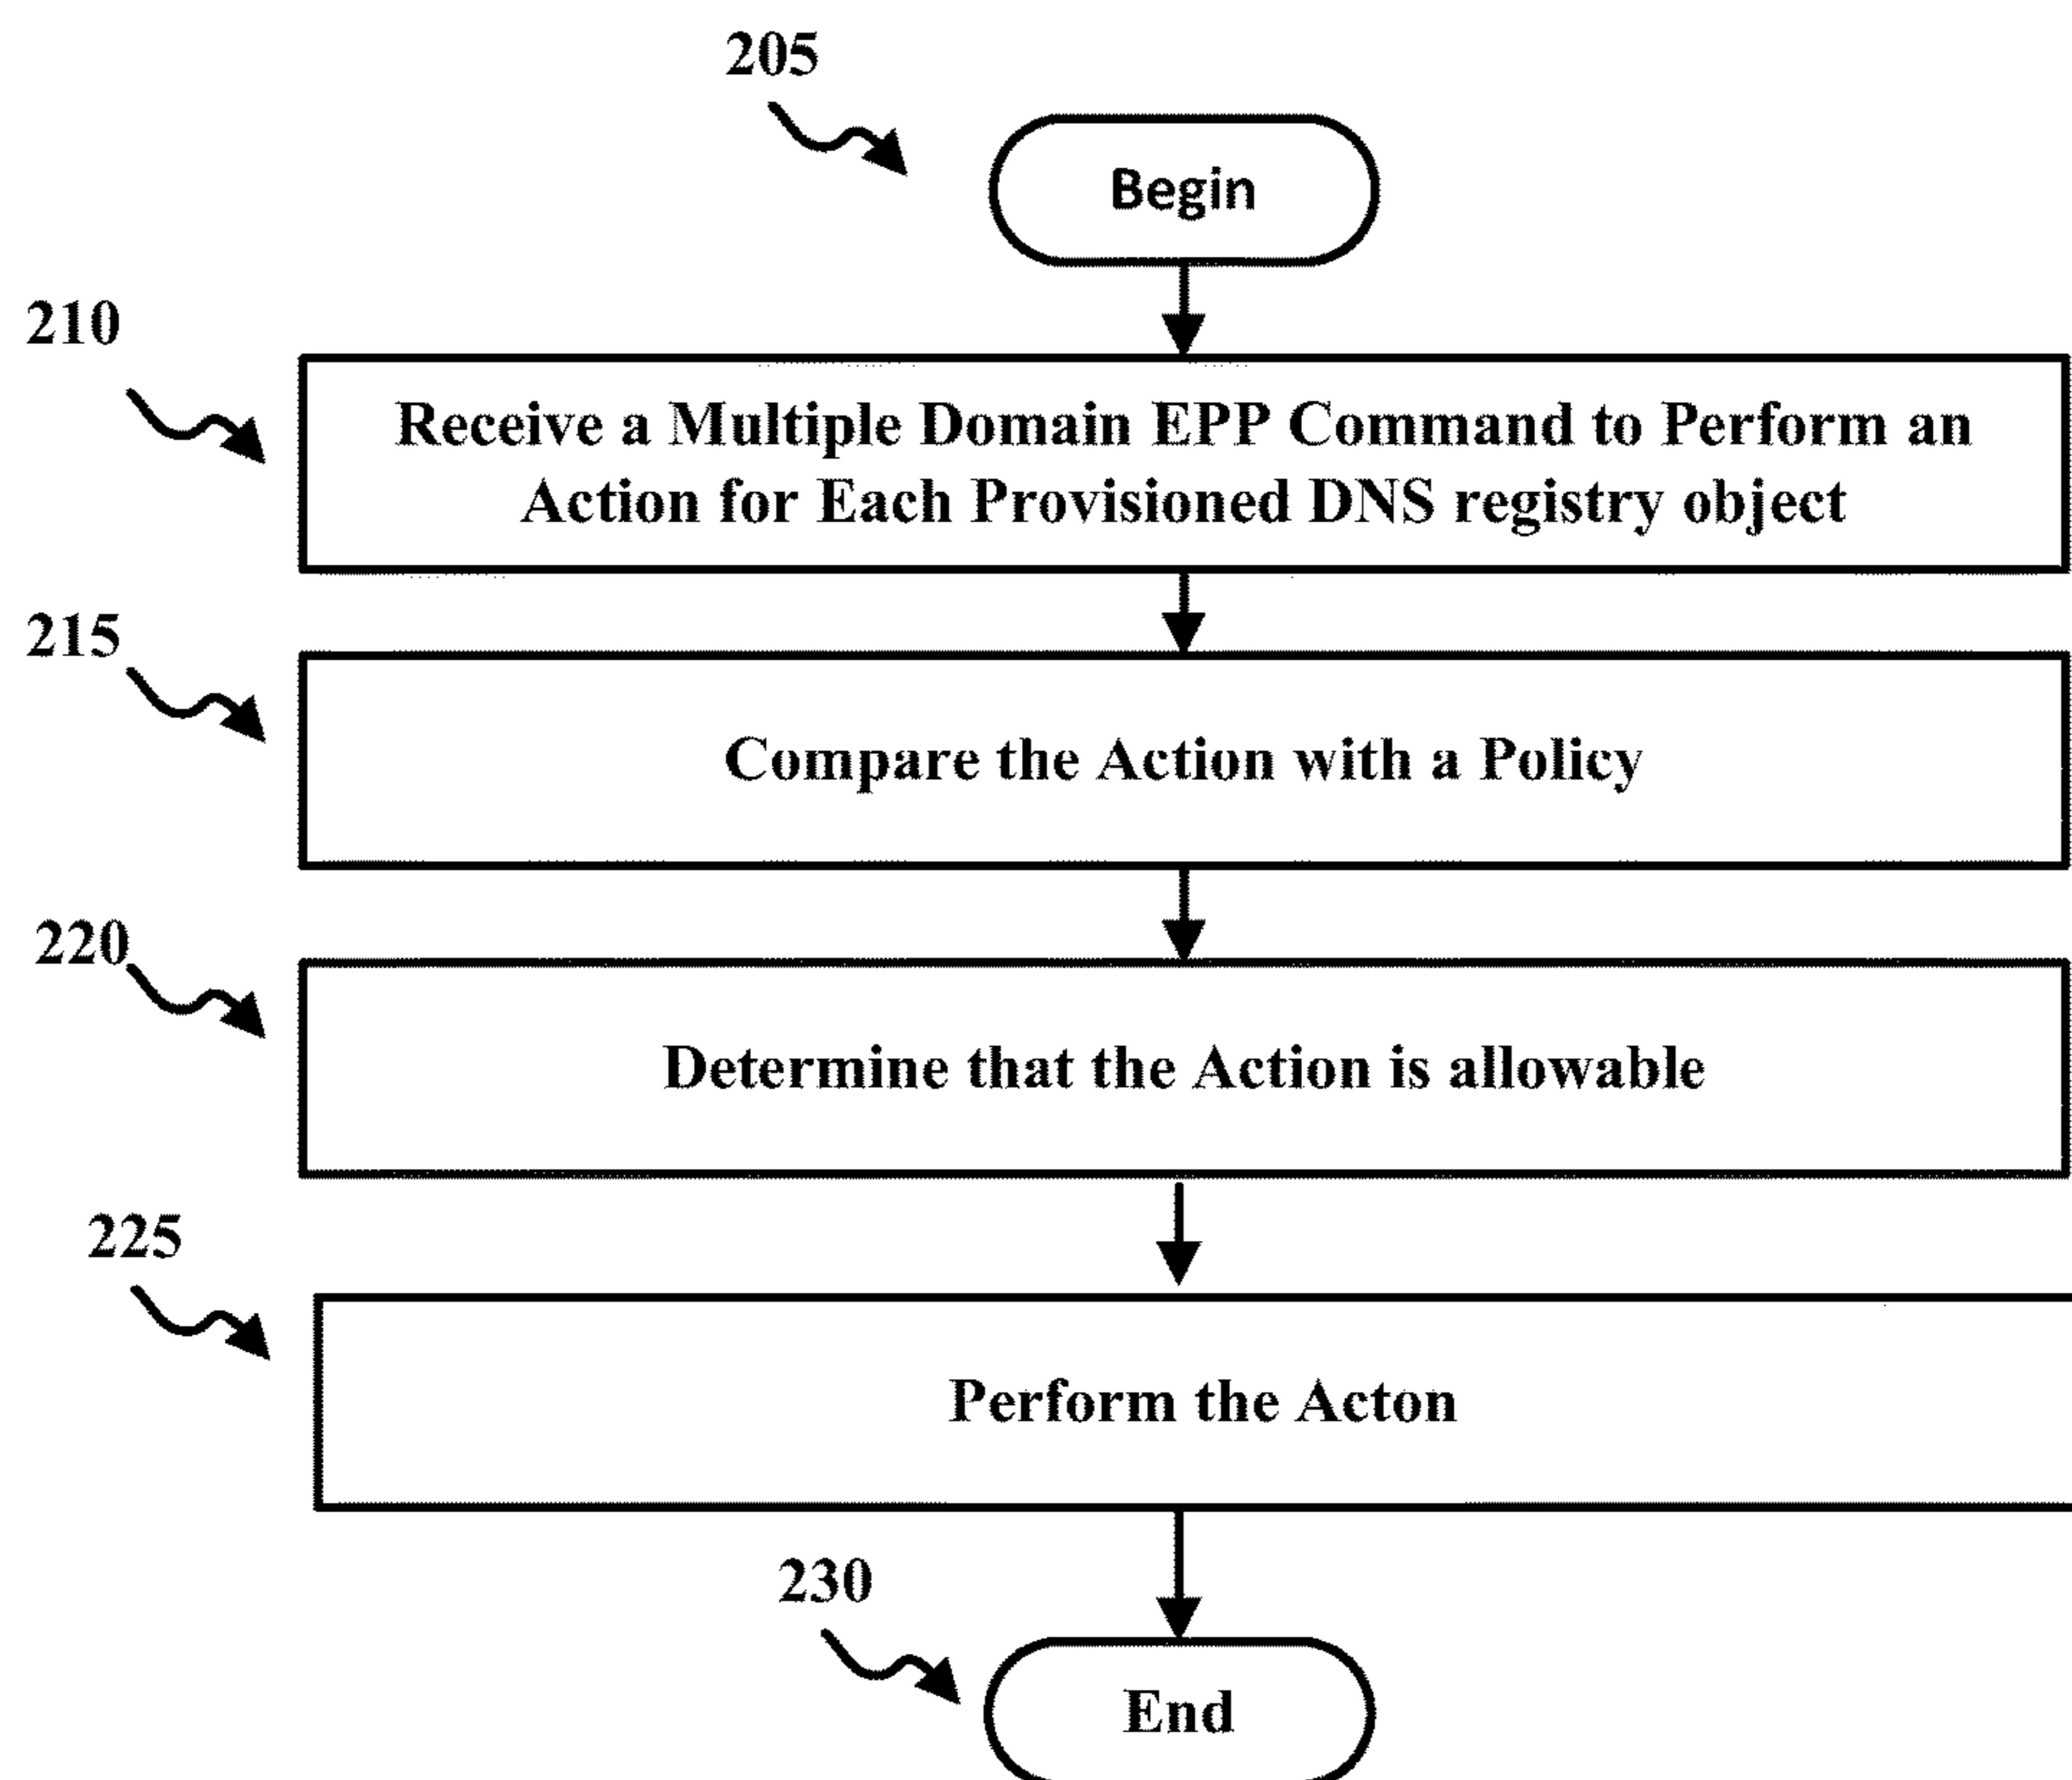 205
Begin
210
Receive a Multiple Domain EPP Command to Perform an
Action for Each Provisioned DNS registry object
215
Compare the Action with a Policy
220
Determine that the Action is allowable
225
Perform the Acton
230
End